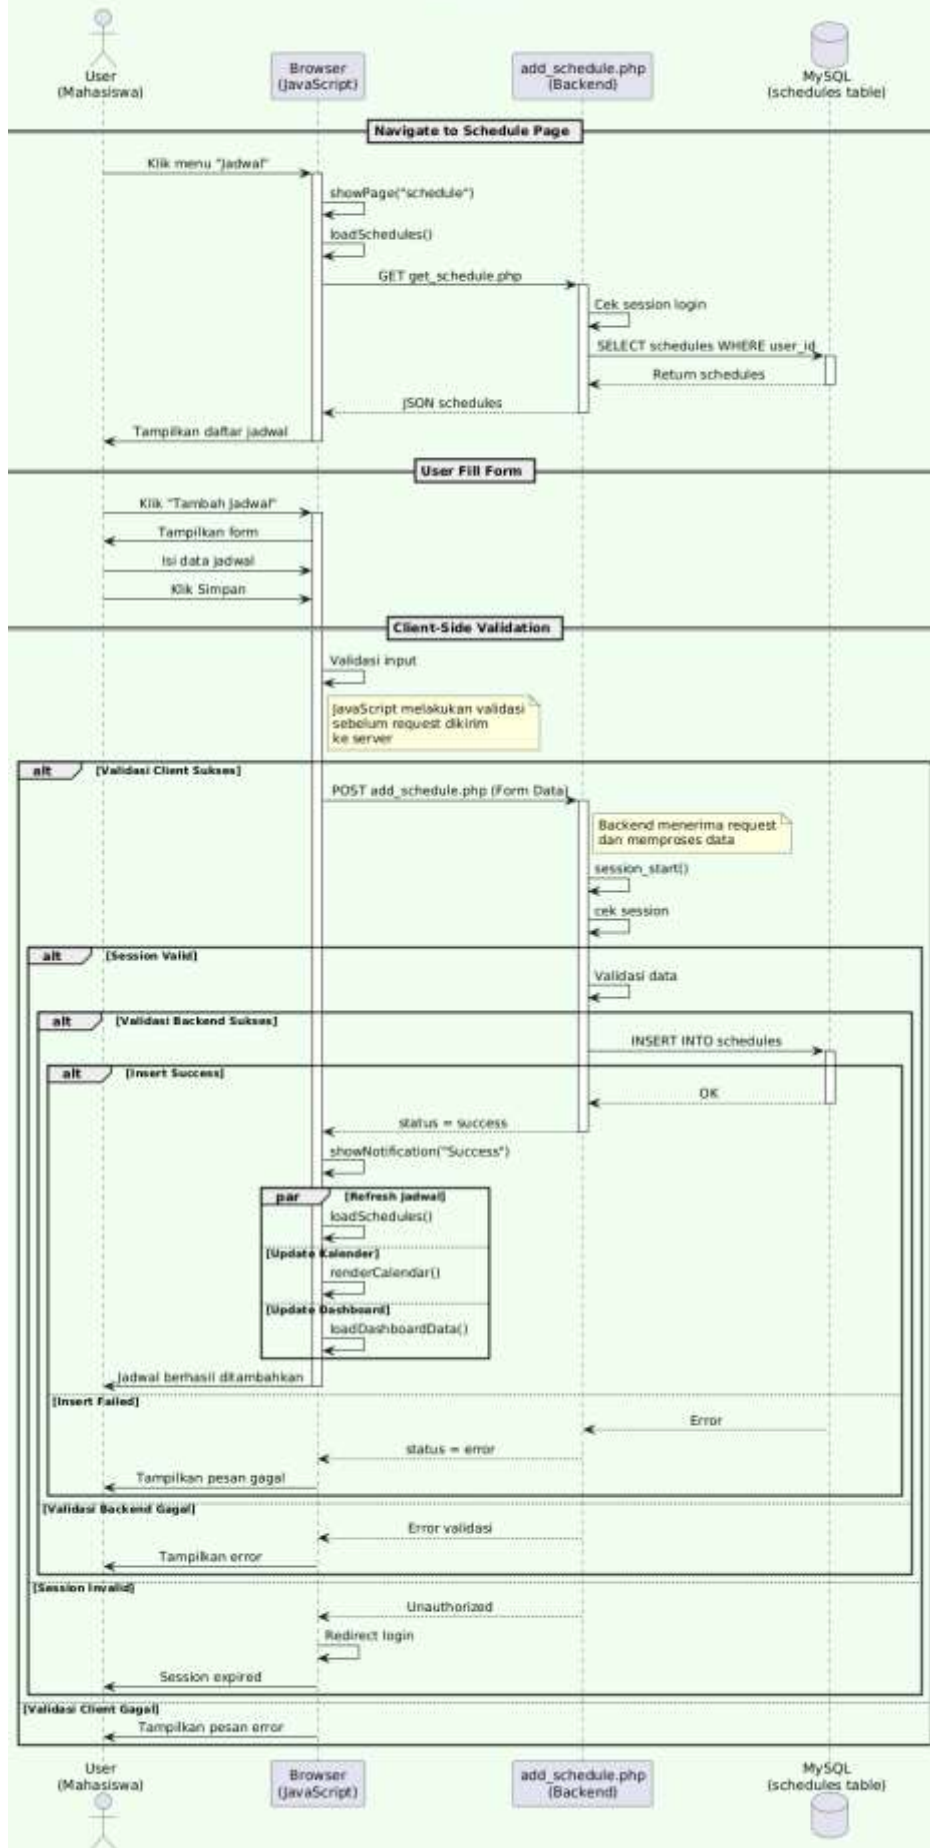 User
(Mahasiswa)
Browser
(JavaScript)
add_schedule.php
(Backend)
MySQL
(schedules table)
Navigate to Schedule Page
Klik menu "Jadwal"
showPage("schedule")
loadSchedules()
GET get_schedule.php
Cek session login
SELECT schedules WHERE user_id
Return schedules
JSON schedules
Tampilkan daftar jadwal
User Fill Form
Klik "Tambah Jadwal"
Tampilkan form
Isi data jadwal
Klik Simpan
Client-Side Validation
Validasi input
JavaScript melakukan validasi
sebelum request dikirim
ke server
alt [Validasi Client Sukses]
POST add_schedule.php (Form Data)
Backend menerima request
dan memproses data
session_start()
cek session
alt [Session Valid]
Validasi data
alt [Validasi Backend Sukses]
INSERT INTO schedules
alt [Insert Success]
OK
status = success
showNotification("Success")
par [Refresh Jadwal]
loadSchedules()
[Update Kalender]
renderCalendar()
[Update Dashboard]
loadDashboardData()
Jadwal berhasil ditambahkan
[Insert Failed]
Error
status = error
Tampilkan pesan gagal
[Validasi Backend Gagal]
Error validasi
Tampilkan error
[Session Invalid]
Unauthorized
Redirect login
Session expired
[Validasi Client Gagal]
Tampilkan pesan error
User
(Mahasiswa)
Browser
(JavaScript)
add_schedule.php
(Backend)
MySQL
(schedules table)